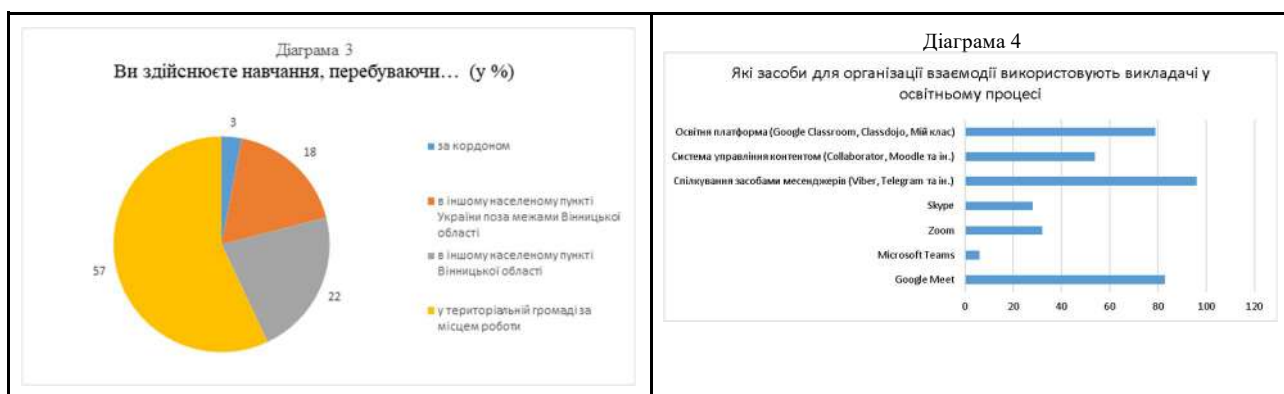 Діаграма 3
Ви здійснюєте навчання, перебуваючи… (у %)
3
18
22
57
за кордоном
в іншому населеному пункті
України поза межами Вінницької
області
в іншому населеному пункті
Вінницької області
у територіальній громаді за
місцем роботи
Діаграма 4
Які засоби для організації взаємодії використовують викладачі у
освітньому процесі
Освітня платформа (Google Classroom, Classdojo, Мій клас)
Система управління контентом (Collaborator, Moodle та ін.)
Спілкування засобами месенджерів (Viber, Telegram та ін.)
Skype
Zoom
Microsoft Teams
Google Meet
0 20 40 60 80 100 120